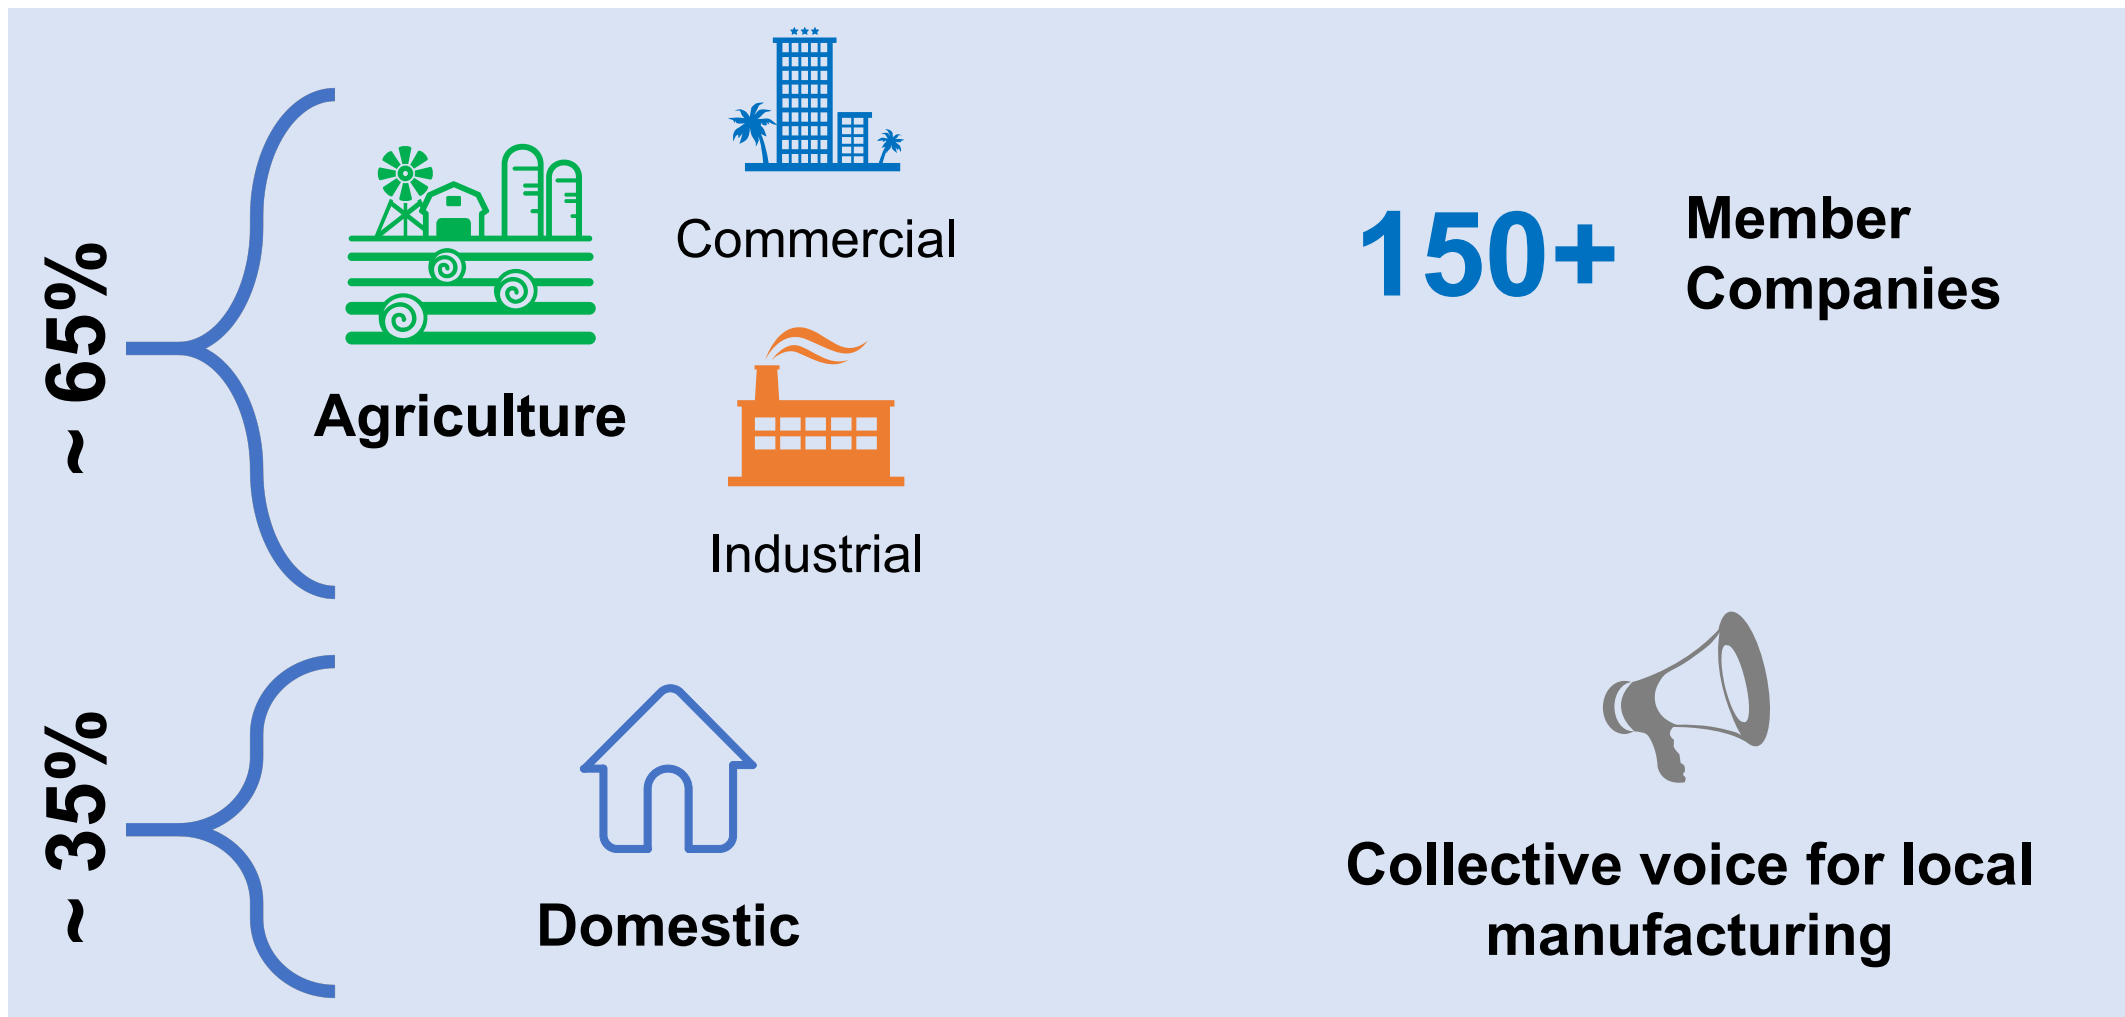 ~ 65%
Agriculture
Commercial
Industrial
~ 35%
Domestic
150+
Member
Companies
Collective voice for local
manufacturing